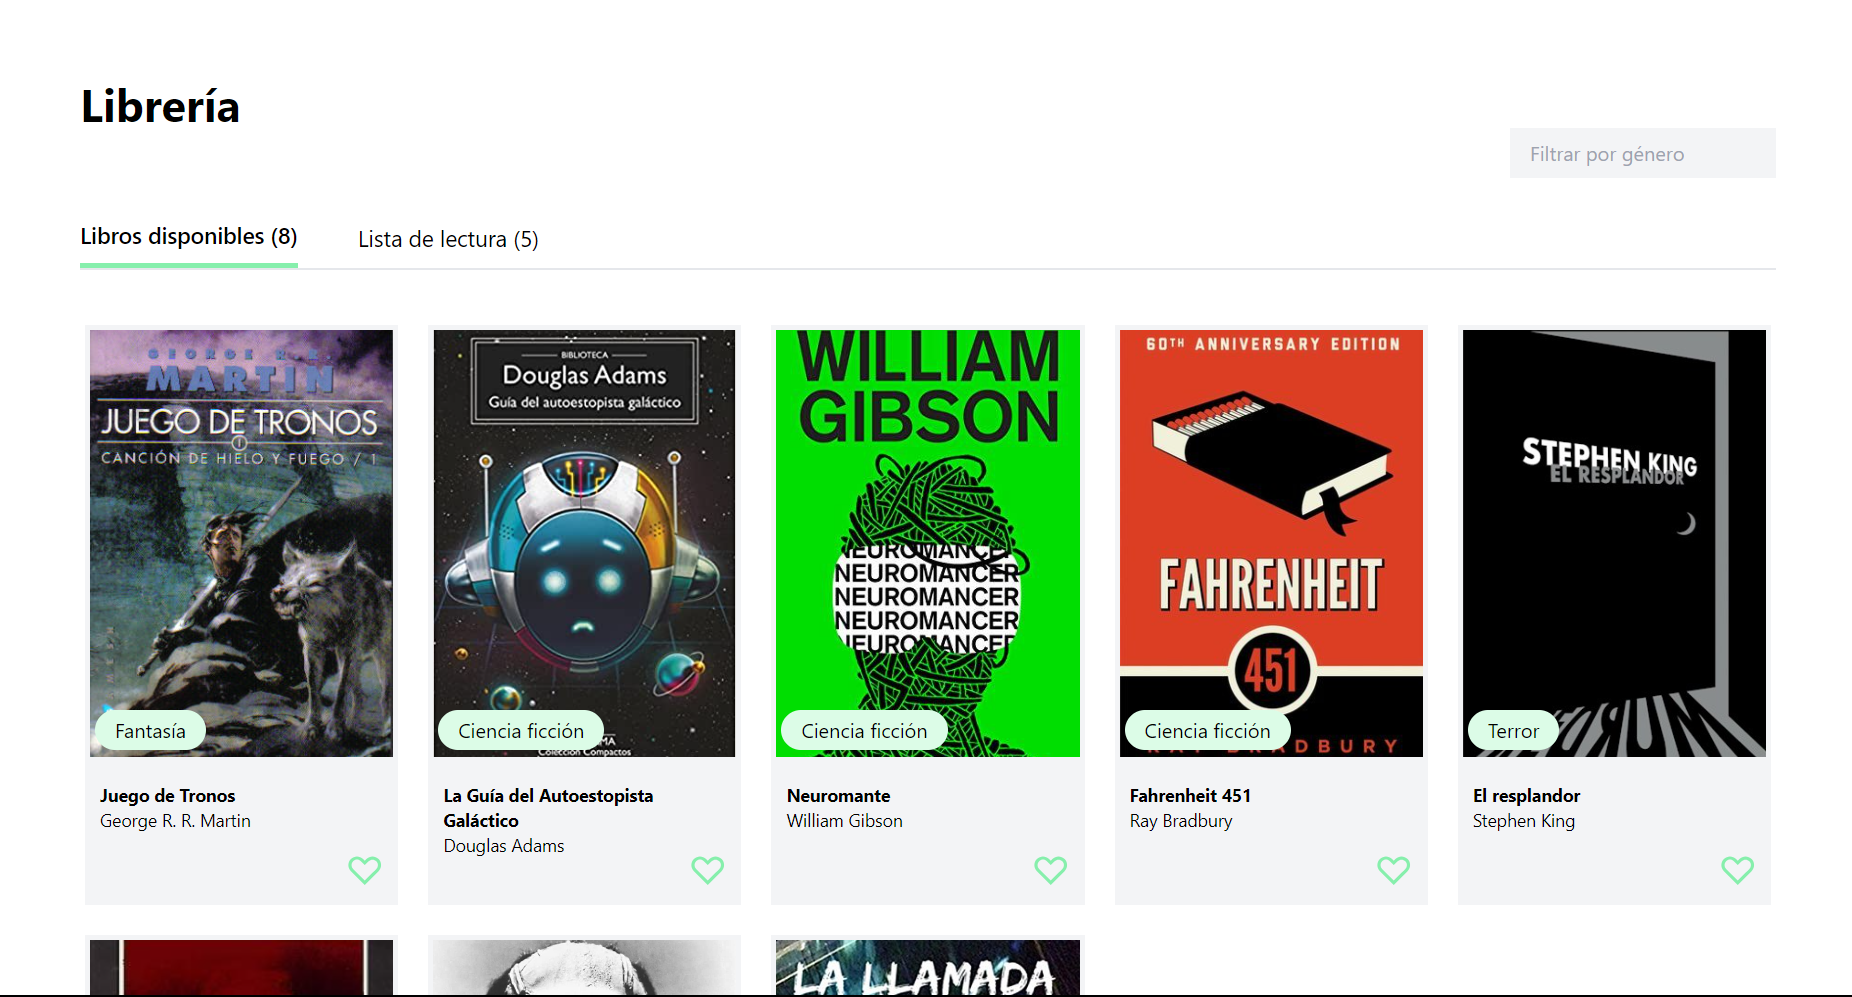 Librería
Filtrar por género
Libros disponibles (8)
Lista de lectura (5)
GEORGE R.R.
MARTIN
JUEGO DE TRONOS
CANCIÓN DE HIELO Y FUEGO / 1
Fantasía
Juego de Tronos
George R. R. Martin
BIBLIOTECA
Douglas Adams
Guía del autoestopista galáctico
Ciencia ficción
Colección Compactos
La Guía del Autoestopista
Galáctico
Douglas Adams
WILLIAM
GIBSON
NEUROMANCER
NEUROMANCER
NEUROMANCER
NEUROMANCER
NEUROMANCER
Ciencia ficción
Neuromante
William Gibson
60TH ANNIVERSARY EDITION
FAHRENHEIT
451
Ciencia ficción
RAY BRADBURY
Fahrenheit 451
Ray Bradbury
STEPHEN KING
EL RESPLANDOR
Terror
El resplandor
Stephen King
LA LLAMADA